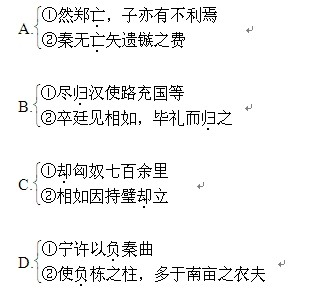 A.①然郑亡，子亦有不利焉
②秦无亡矢遗镞之费
B.①尽归汉使路充国等
②卒廷见相如，毕礼而归之
C.①却匈奴七百余里
②相如因持璧却立
D.①宁许以负秦曲
②使负栋之柱，多于南亩之农夫